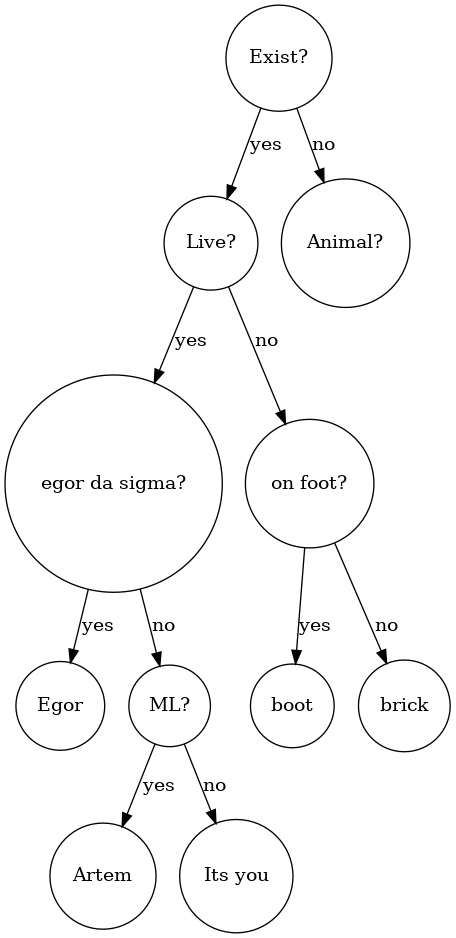 Exist?
yes
no
Live?
Animal?
yes
no
egor da sigma?
on foot?
yes
no
yes
no
Egor
ML?
boot
brick
yes
no
Artem
Its you